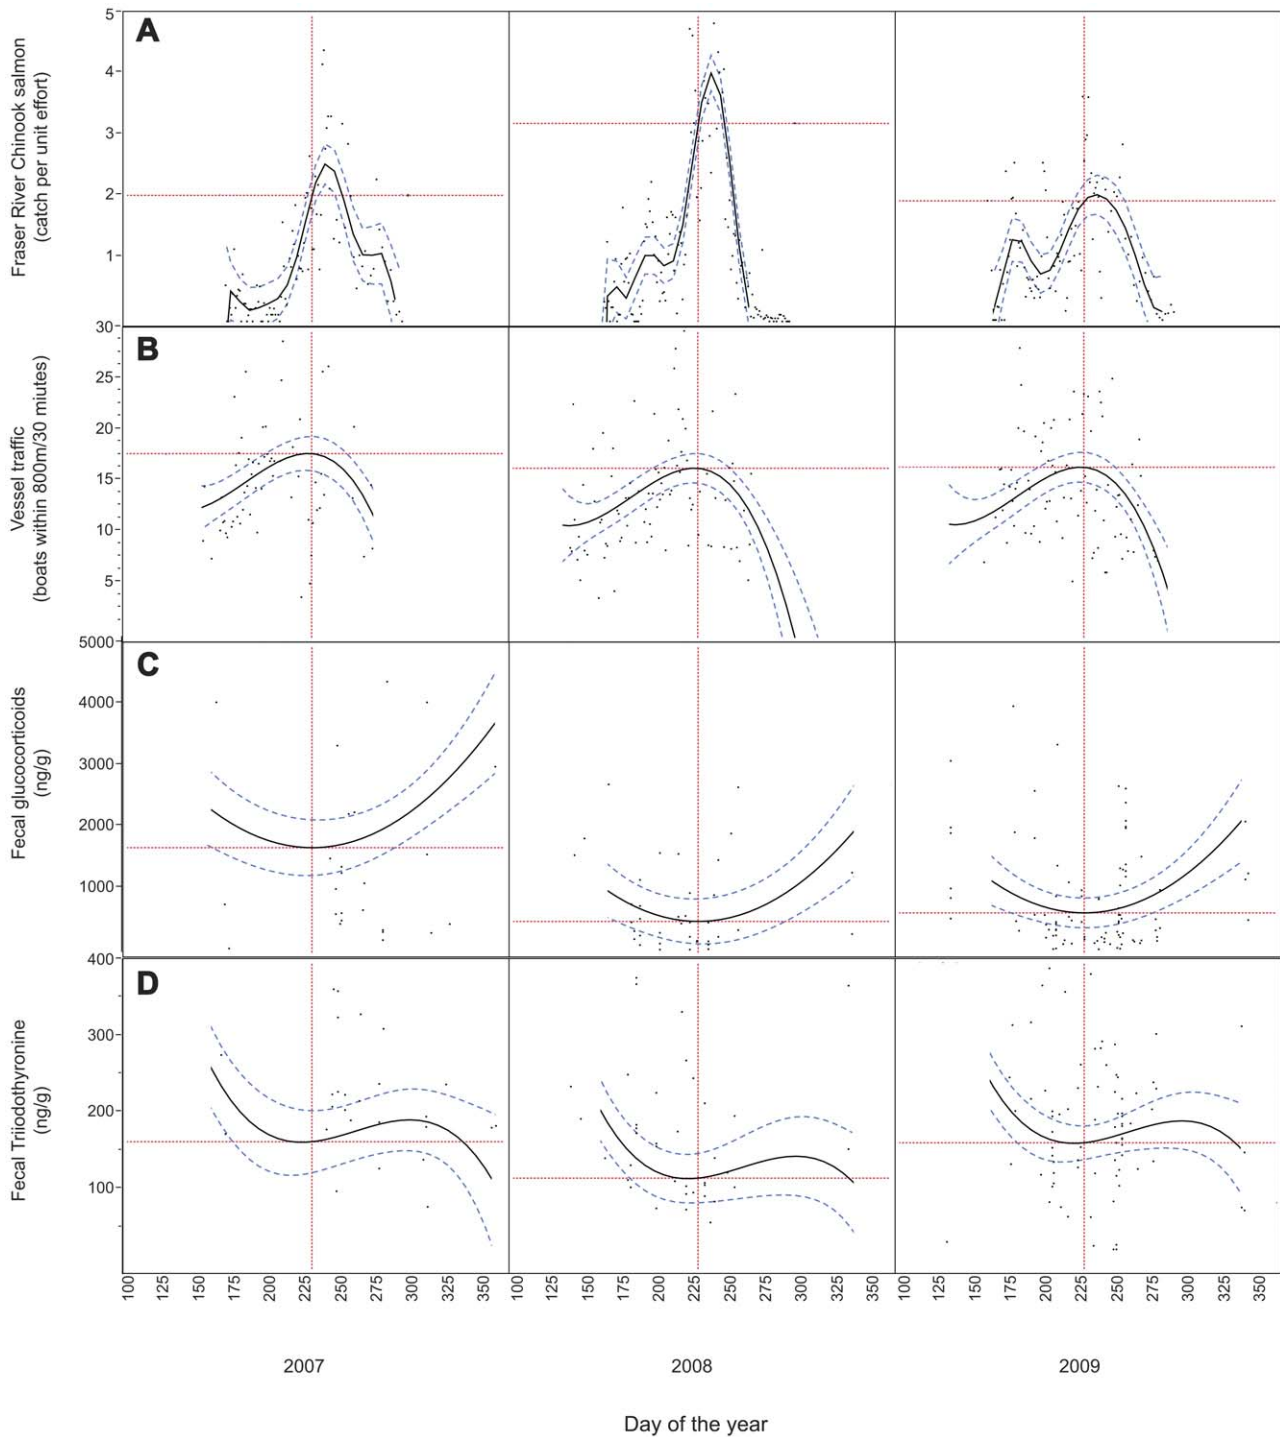 A
Fraser River Chinook salmon
(catch per unit effort)
5
4
3
2
1
B
Vessel traffic
(boats within 800m/30 miutes)
30
25
20
15
10
5
C
Fecal glucocorticoids
(ng/g)
5000
4000
3000
2000
1000
D
Fecal Triiodothyronine
(ng/g)
400
300
200
100
100 125 150 175 200 225 250 275 300 325 350 100 125 150 175 200 225 250 275 300 325 350 100 125 150 175 200 225 250 275 300 325 350
2007 2008 2009
Day of the year